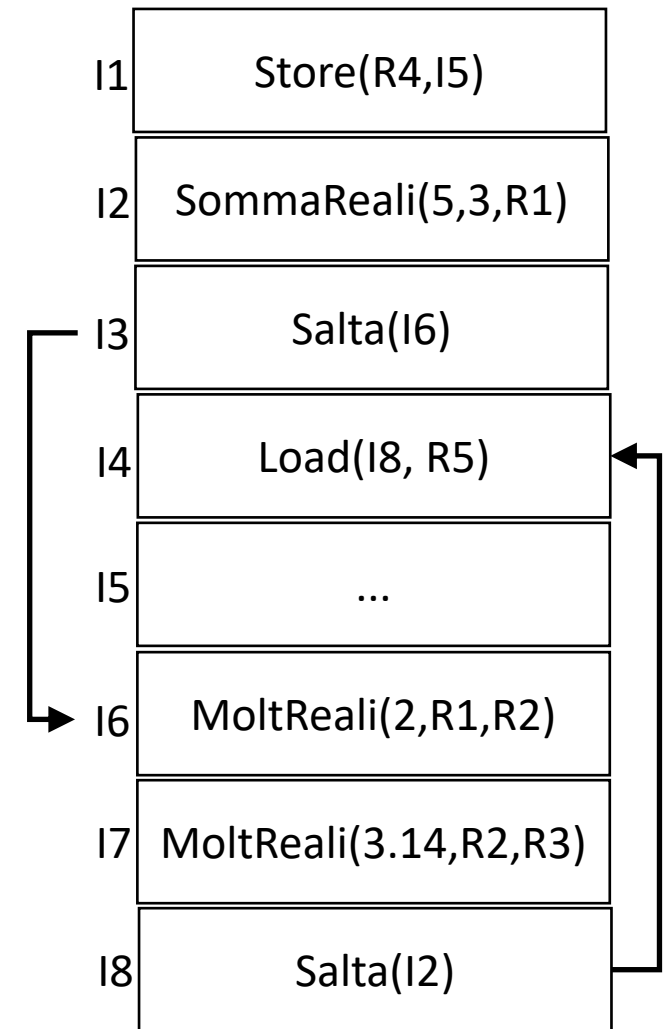 I1 Store(R4,I5)
I2 SommaReali(5,3,R1)
I3 Salta(I6)
I4 Load(I8, R5)
I5 ...
I6 MoltReali(2,R1,R2)
I7 MoltReali(3.14,R2,R3)
I8 Salta(I2)